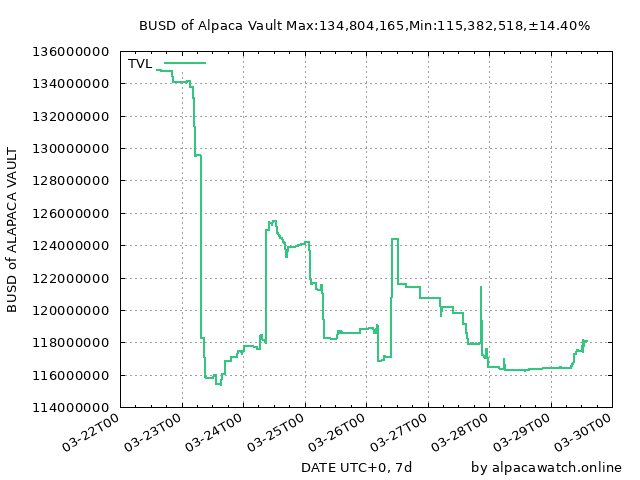 BUSD of Alpaca Vault Max:134,804,165,Min:115,382,518,±14.40%
136000000
TVL
134000000
132000000
130000000
128000000
126000000
124000000
122000000
120000000
118000000
116000000
114000000
BUSD of ALAPACA VAULT
03-22T00
03-23T00
03-24T00
03-25T00
03-26T00
03-27T00
03-28T00
03-29T00
03-30T00
DATE UTC+0, 7d
by alpacawatch.online